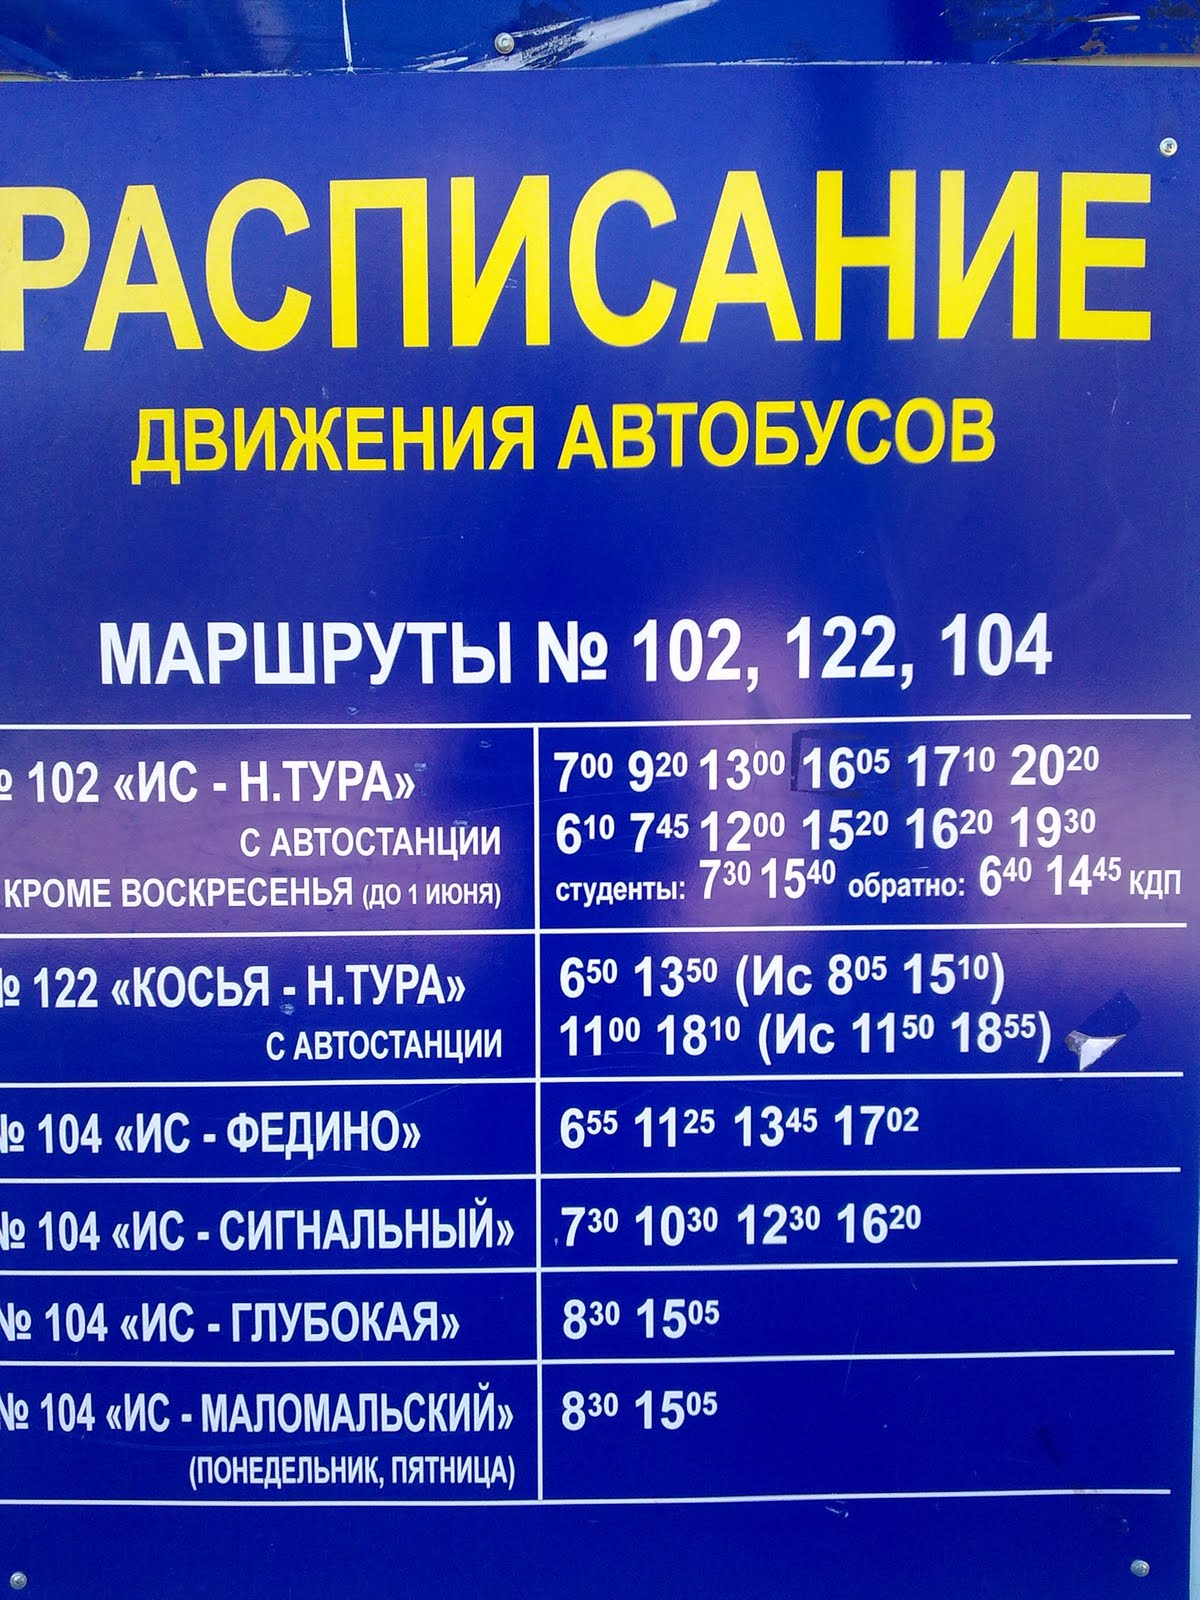 РАСПИСАНИЕ
ДВИЖЕНИЯ АВТОБУСОВ
МАРШРУТЫ № 102, 122, 104
№ 102 «ИС - Н.ТУРА» 7⁰⁰ 9²⁰ 13⁰⁰ 16⁰⁵ 17¹⁰ 20²⁰
С АВТОСТАНЦИИ 6¹⁰ 7⁴⁵ 12⁰⁰ 15²⁰ 16²⁰ 19³⁰
КРОМЕ ВОСКРЕСЕНЬЯ (ДО 1 ИЮНЯ) студенты: 7³⁰ 15⁴⁰ обратно: 6⁴⁰ 14⁴⁵ КДП
№ 122 «КОСЬЯ - Н.ТУРА» 6⁵⁰ 13⁵⁰ (Ис 8⁰⁵ 15¹⁰)
С АВТОСТАНЦИИ 11⁰⁰ 18¹⁰ (Ис 11⁵⁰ 18⁵⁵)
№ 104 «ИС - ФЕДИНО» 6⁵⁵ 11²⁵ 13⁴⁵ 17⁰²
№ 104 «ИС - СИГНАЛЬНЫЙ» 7³⁰ 10³⁰ 12³⁰ 16²⁰
№ 104 «ИС - ГЛУБОКАЯ» 8³⁰ 15⁰⁵
№ 104 «ИС - МАЛОМАЛЬСКИЙ» 8³⁰ 15⁰⁵
(ПОНЕДЕЛЬНИК, ПЯТНИЦА)